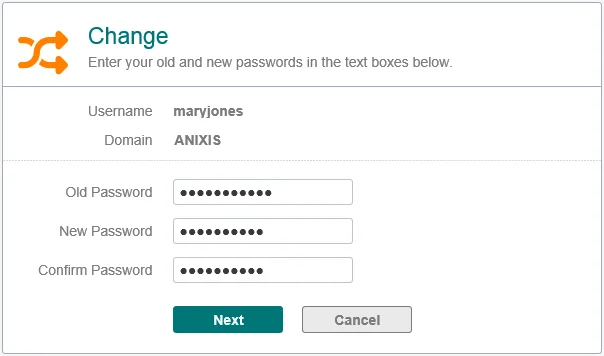 Change
Enter your old and new passwords in the text boxes below.
Username maryjones
Domain ANIXIS
Old Password ●●●●●●●●●●●
New Password ●●●●●●●●●●
Confirm Password ●●●●●●●●●●
Next Cancel